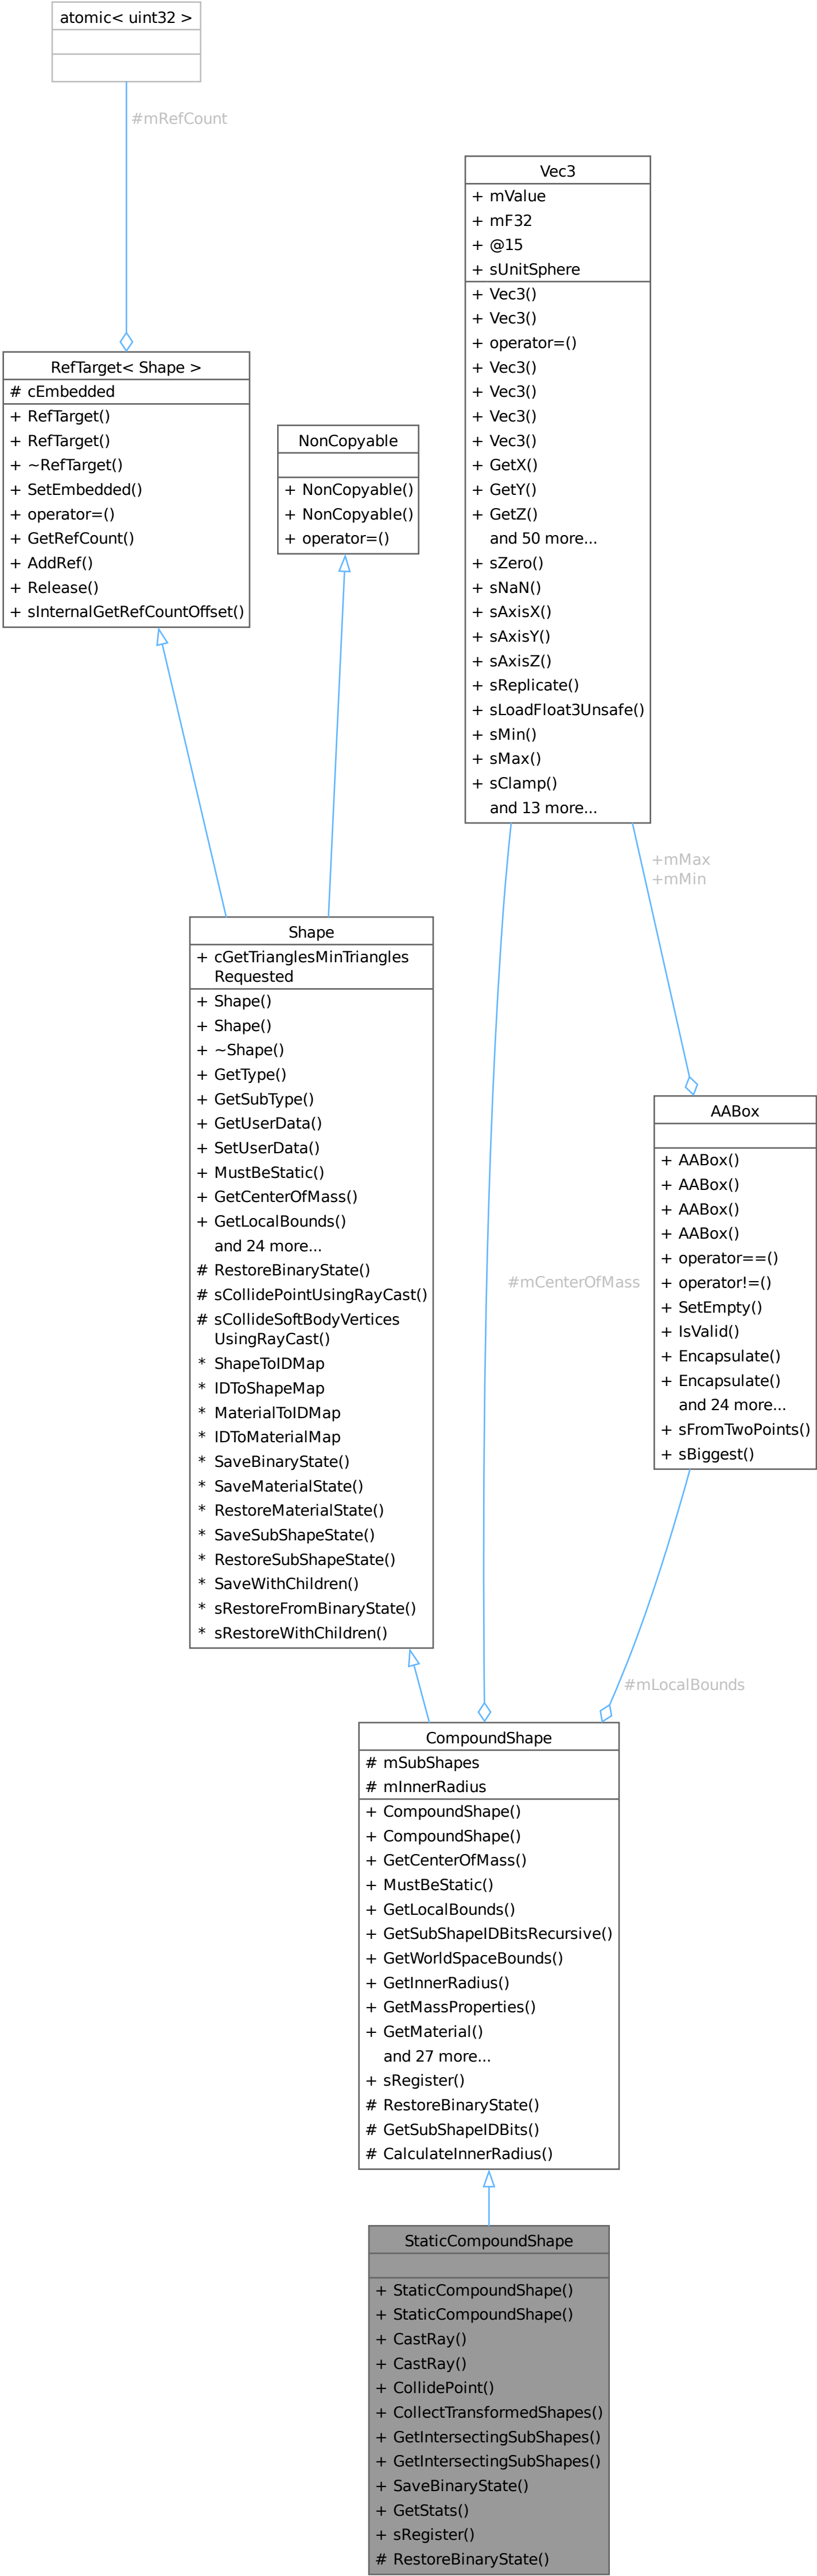 atomic< uint32 >
#mRefCount
Vec3
+ mValue
+ mF32
+ @15
+ sUnitSphere
+ Vec3()
+ Vec3()
+ operator=()
+ Vec3()
+ Vec3()
+ Vec3()
+ Vec3()
+ GetX()
+ GetY()
+ GetZ()
and 50 more...
+ sZero()
+ sNaN()
+ sAxisX()
+ sAxisY()
+ sAxisZ()
+ sReplicate()
+ sLoadFloat3Unsafe()
+ sMin()
+ sMax()
+ sClamp()
and 13 more...
RefTarget< Shape >
# cEmbedded
+ RefTarget()
+ RefTarget()
+ ~RefTarget()
+ SetEmbedded()
+ operator=()
+ GetRefCount()
+ AddRef()
+ Release()
+ sInternalGetRefCountOffset()
NonCopyable
+ NonCopyable()
+ NonCopyable()
+ operator=()
+mMax
+mMin
Shape
+ cGetTrianglesMinTriangles
Requested
+ Shape()
+ Shape()
+ ~Shape()
+ GetType()
+ GetSubType()
+ GetUserData()
+ SetUserData()
+ MustBeStatic()
+ GetCenterOfMass()
+ GetLocalBounds()
and 24 more...
# RestoreBinaryState()
# sCollidePointUsingRayCast()
# sCollideSoftBodyVertices
UsingRayCast()
* ShapeToIDMap
* IDToShapeMap
* MaterialToIDMap
* IDToMaterialMap
* SaveBinaryState()
* SaveMaterialState()
* RestoreMaterialState()
* SaveSubShapeState()
* RestoreSubShapeState()
* SaveWithChildren()
* sRestoreFromBinaryState()
* sRestoreWithChildren()
AABox
+ AABox()
+ AABox()
+ AABox()
+ AABox()
+ operator==()
+ operator!=()
+ SetEmpty()
+ IsValid()
+ Encapsulate()
+ Encapsulate()
and 24 more...
+ sFromTwoPoints()
+ sBiggest()
#mCenterOfMass
#mLocalBounds
CompoundShape
# mSubShapes
# mInnerRadius
+ CompoundShape()
+ CompoundShape()
+ GetCenterOfMass()
+ MustBeStatic()
+ GetLocalBounds()
+ GetSubShapeIDBitsRecursive()
+ GetWorldSpaceBounds()
+ GetInnerRadius()
+ GetMassProperties()
+ GetMaterial()
and 27 more...
+ sRegister()
# RestoreBinaryState()
# GetSubShapeIDBits()
# CalculateInnerRadius()
StaticCompoundShape
+ StaticCompoundShape()
+ StaticCompoundShape()
+ CastRay()
+ CastRay()
+ CollidePoint()
+ CollectTransformedShapes()
+ GetIntersectingSubShapes()
+ GetIntersectingSubShapes()
+ SaveBinaryState()
+ GetStats()
+ sRegister()
# RestoreBinaryState()